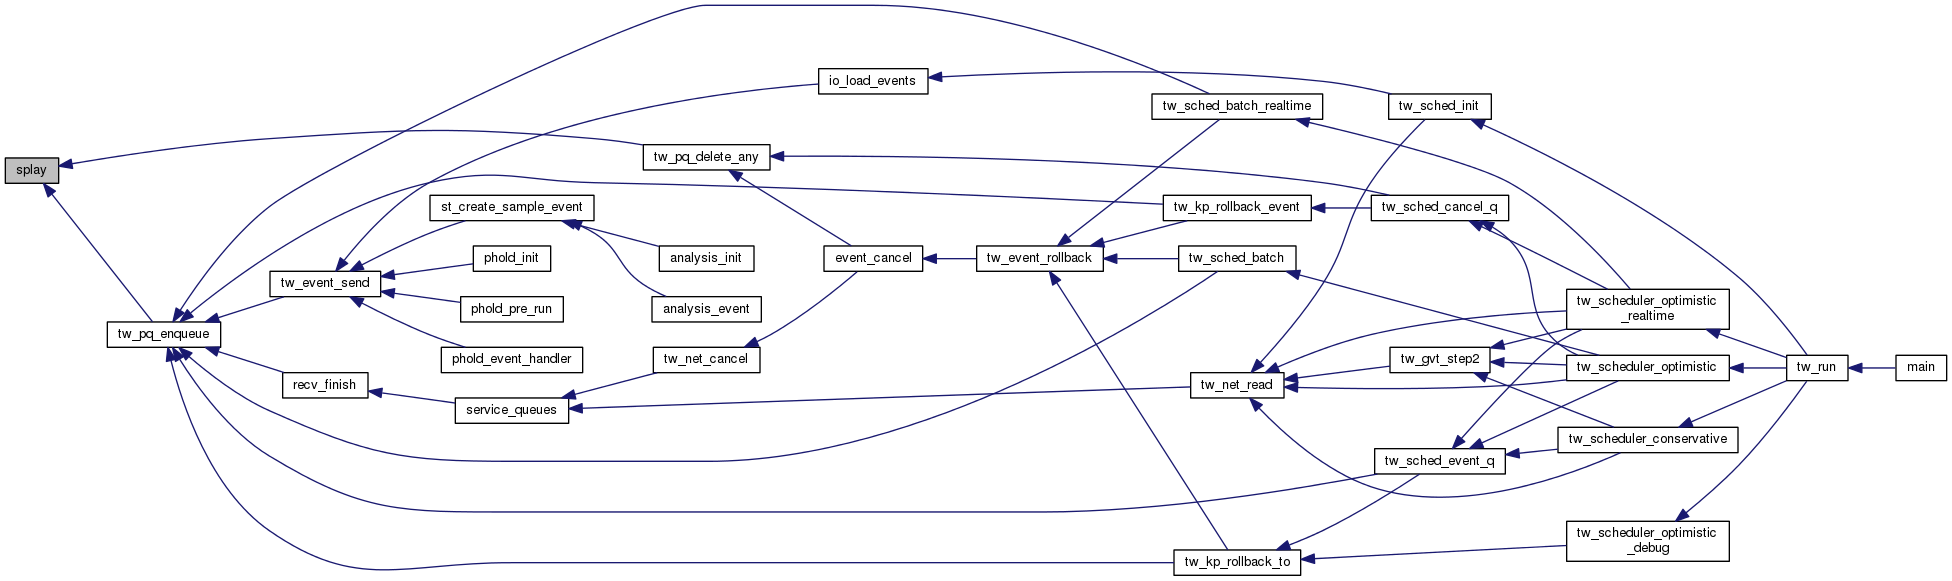 splay
tw_pq_enqueue
tw_event_send
recv_finish
st_create_sample_event
phold_init
phold_pre_run
phold_event_handler
service_queues
tw_pq_delete_any
analysis_init
analysis_event
tw_net_cancel
io_load_events
event_cancel
tw_event_rollback
tw_sched_batch_realtime
tw_kp_rollback_event
tw_sched_batch
tw_net_read
tw_kp_rollback_to
tw_sched_init
tw_sched_cancel_q
tw_gvt_step2
tw_sched_event_q
tw_scheduler_optimistic
_realtime
tw_scheduler_optimistic
tw_scheduler_conservative
tw_scheduler_optimistic
_debug
tw_run
main